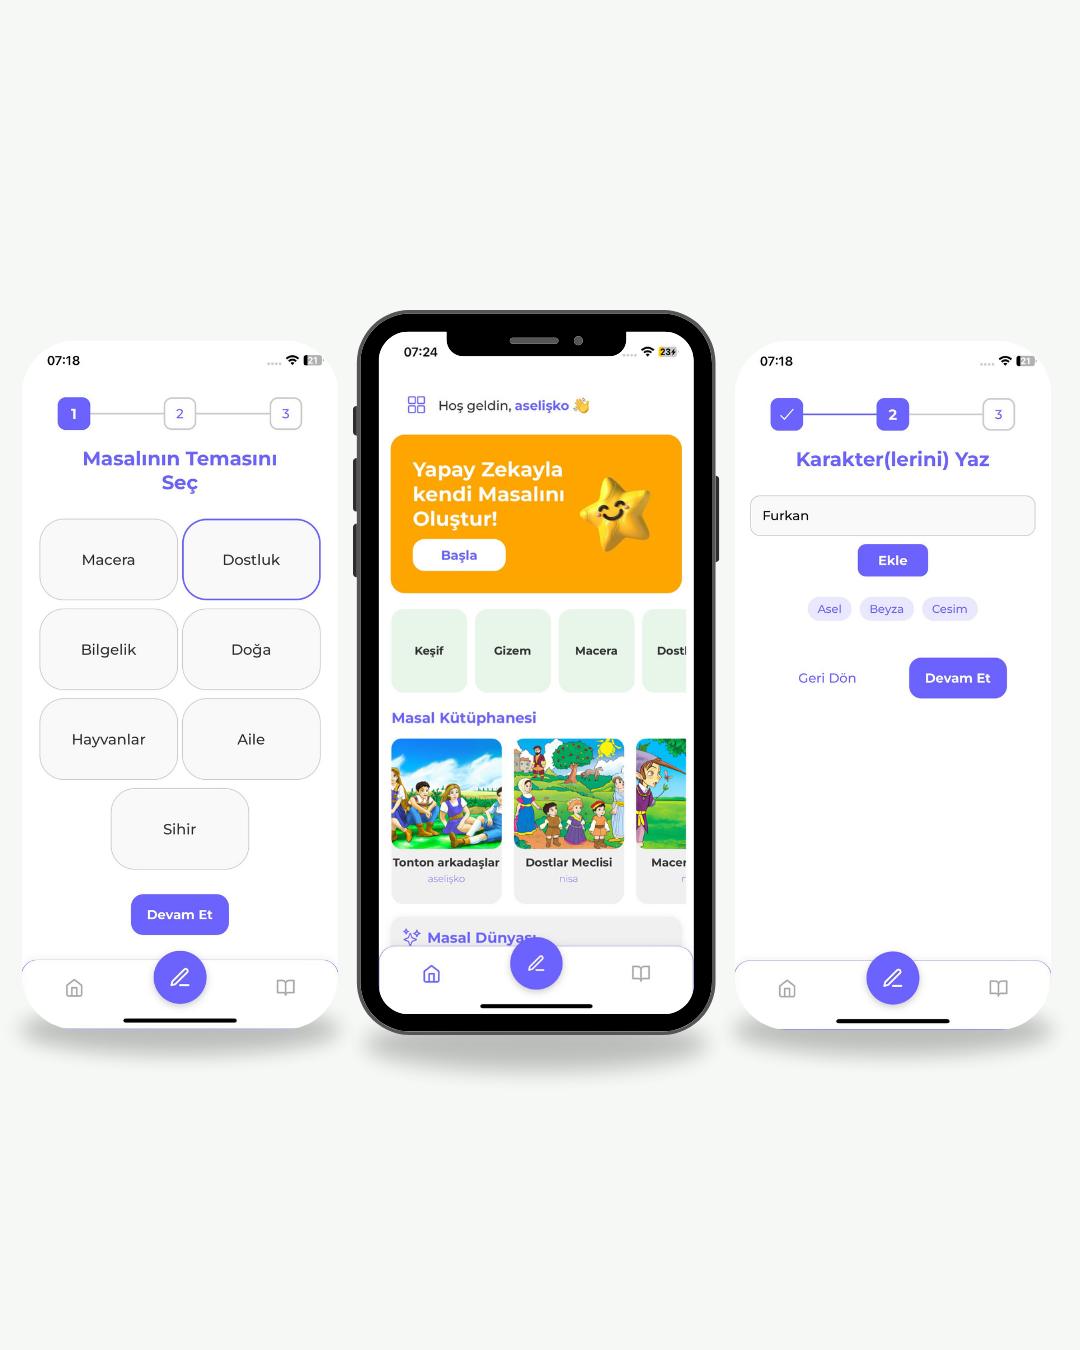 07:18
21
1
2
3
Masalının Temasını
Seç
Macera
Dostluk
Bilgelik
Doğa
Hayvanlar
Aile
Sihir
Devam Et
07:24
23
Hoş geldin, aselişko 👋
Yapay Zekayla
kendi Masalını
Oluştur!
Başla
Keşif
Gizem
Macera
Dostl
Masal Kütüphanesi
Tonton arkadaşlar
aselişko
Dostlar Meclisi
nisa
Macer
Masal Dünyası
07:18
21
2
3
Karakter(lerini) Yaz
Furkan
Ekle
Asel
Beyza
Cesim
Geri Dön
Devam Et